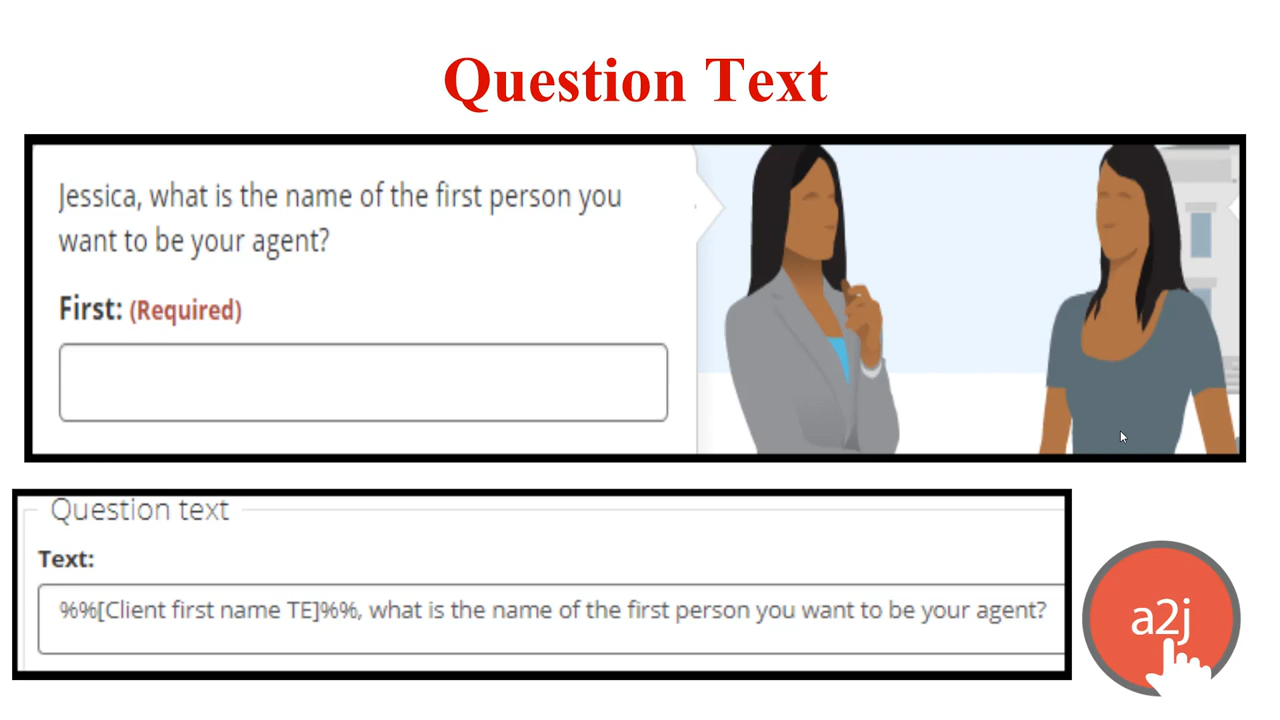 Question Text
Jessica, what is the name of the first person you
want to be your agent?
First: (Required)
Question text
Text:
%%[Client first name TE]%%, what is the name of the first person you want to be your agent?
a2j